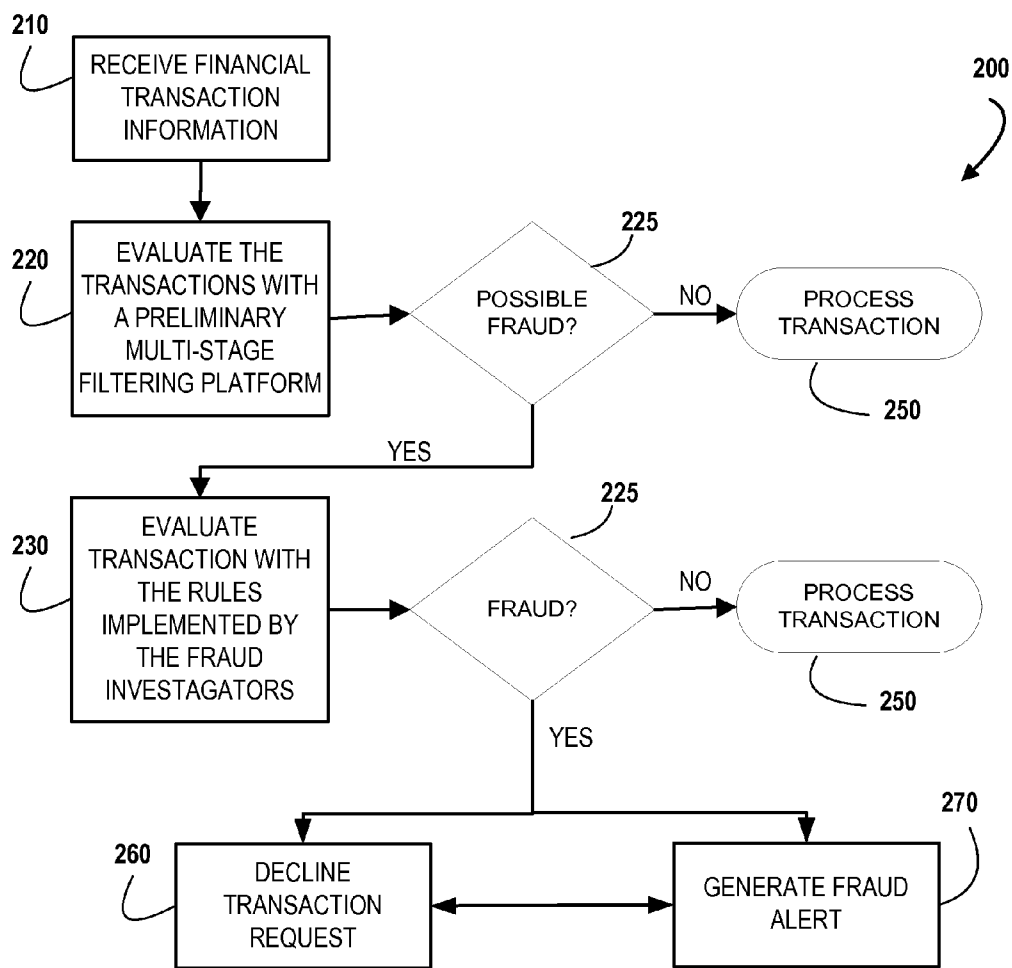 210
RECEIVE FINANCIAL
TRANSACTION
INFORMATION
200
220
EVALUATE THE
TRANSACTIONS WITH
A PRELIMINARY
MULTI-STAGE
FILTERING PLATFORM
225
POSSIBLE
FRAUD?
NO
PROCESS
TRANSACTION
250
YES
230
EVALUATE
TRANSACTION WITH
THE RULES
IMPLEMENTED BY
THE FRAUD
INVESTAGATORS
225
FRAUD?
NO
PROCESS
TRANSACTION
250
YES
260
DECLINE
TRANSACTION
REQUEST
270
GENERATE FRAUD
ALERT